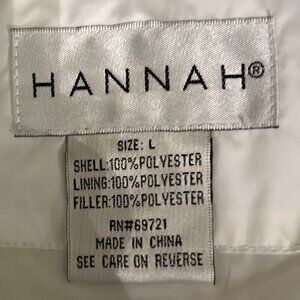 HANNAH®
SIZE: L
SHELL:100%POLYESTER
LINING:100%POLYESTER
FILLER:100%POLYESTER
RN#69721
MADE IN CHINA
SEE CARE ON REVERSE